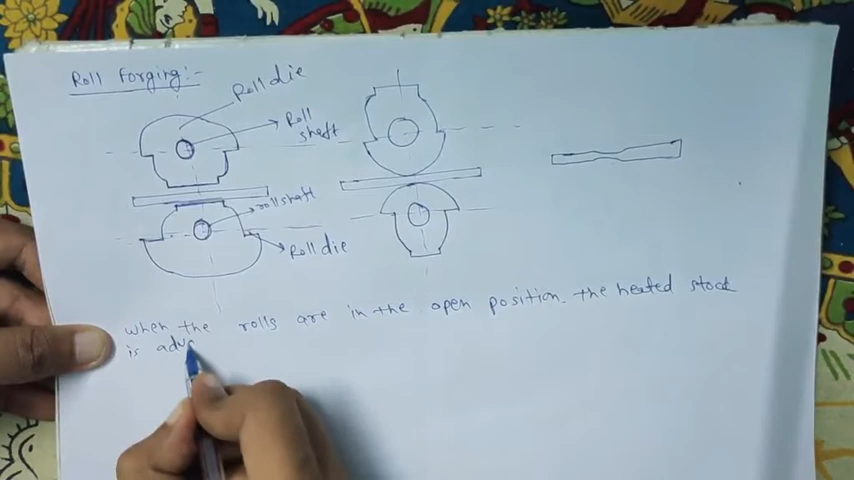 Roll Forging:-
Roll die
Roll shaft
roll shaft
Roll die
when the rolls are in the open position. the heated stock
is adv